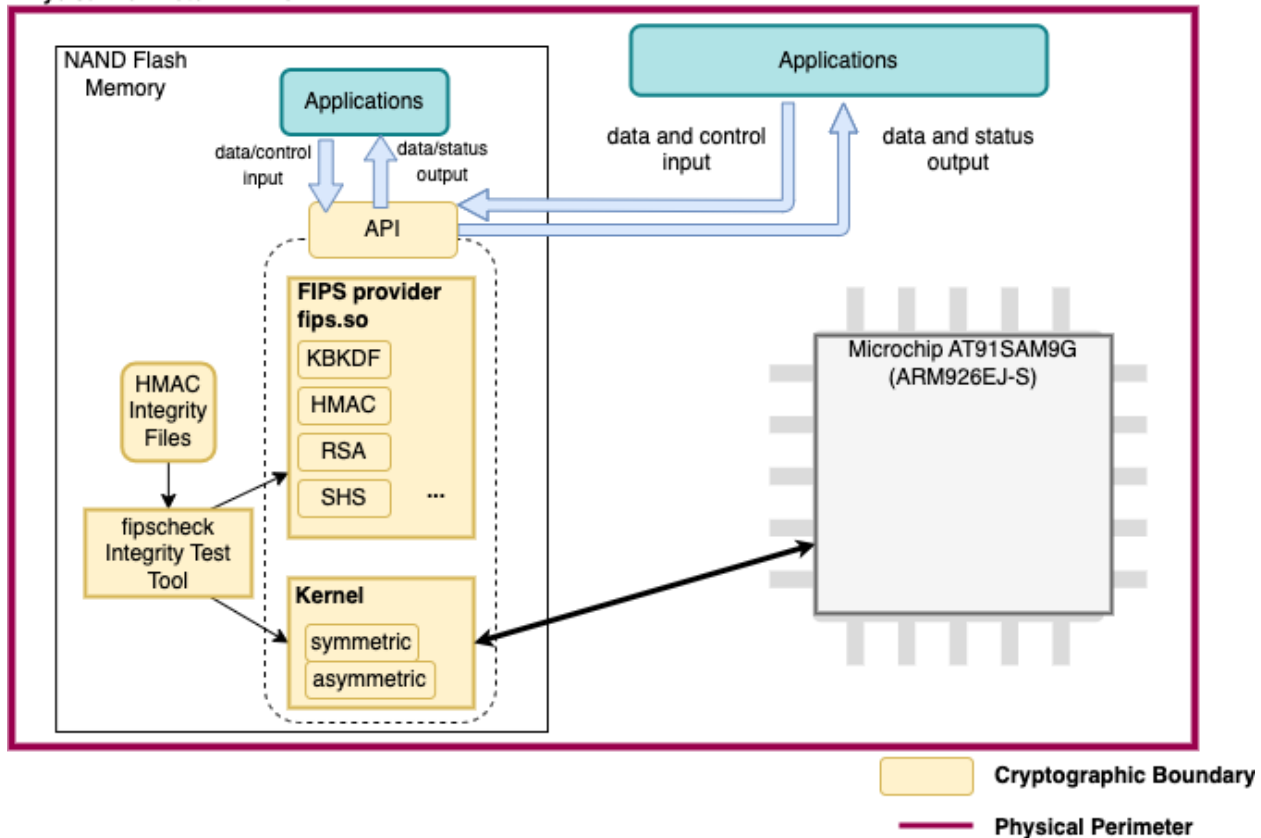 NAND Flash
Memory
Applications
Applications
data/control
input
data/status
output
data and control
input
data and status
output
API
FIPS provider
fips.so
KBKDF
HMAC
RSA
SHS
...
HMAC
Integrity
Files
fipscheck
Integrity Test
Tool
Kernel
symmetric
asymmetric
Microchip AT91SAM9G
(ARM926EJ-S)
Cryptographic Boundary
Physical Perimeter